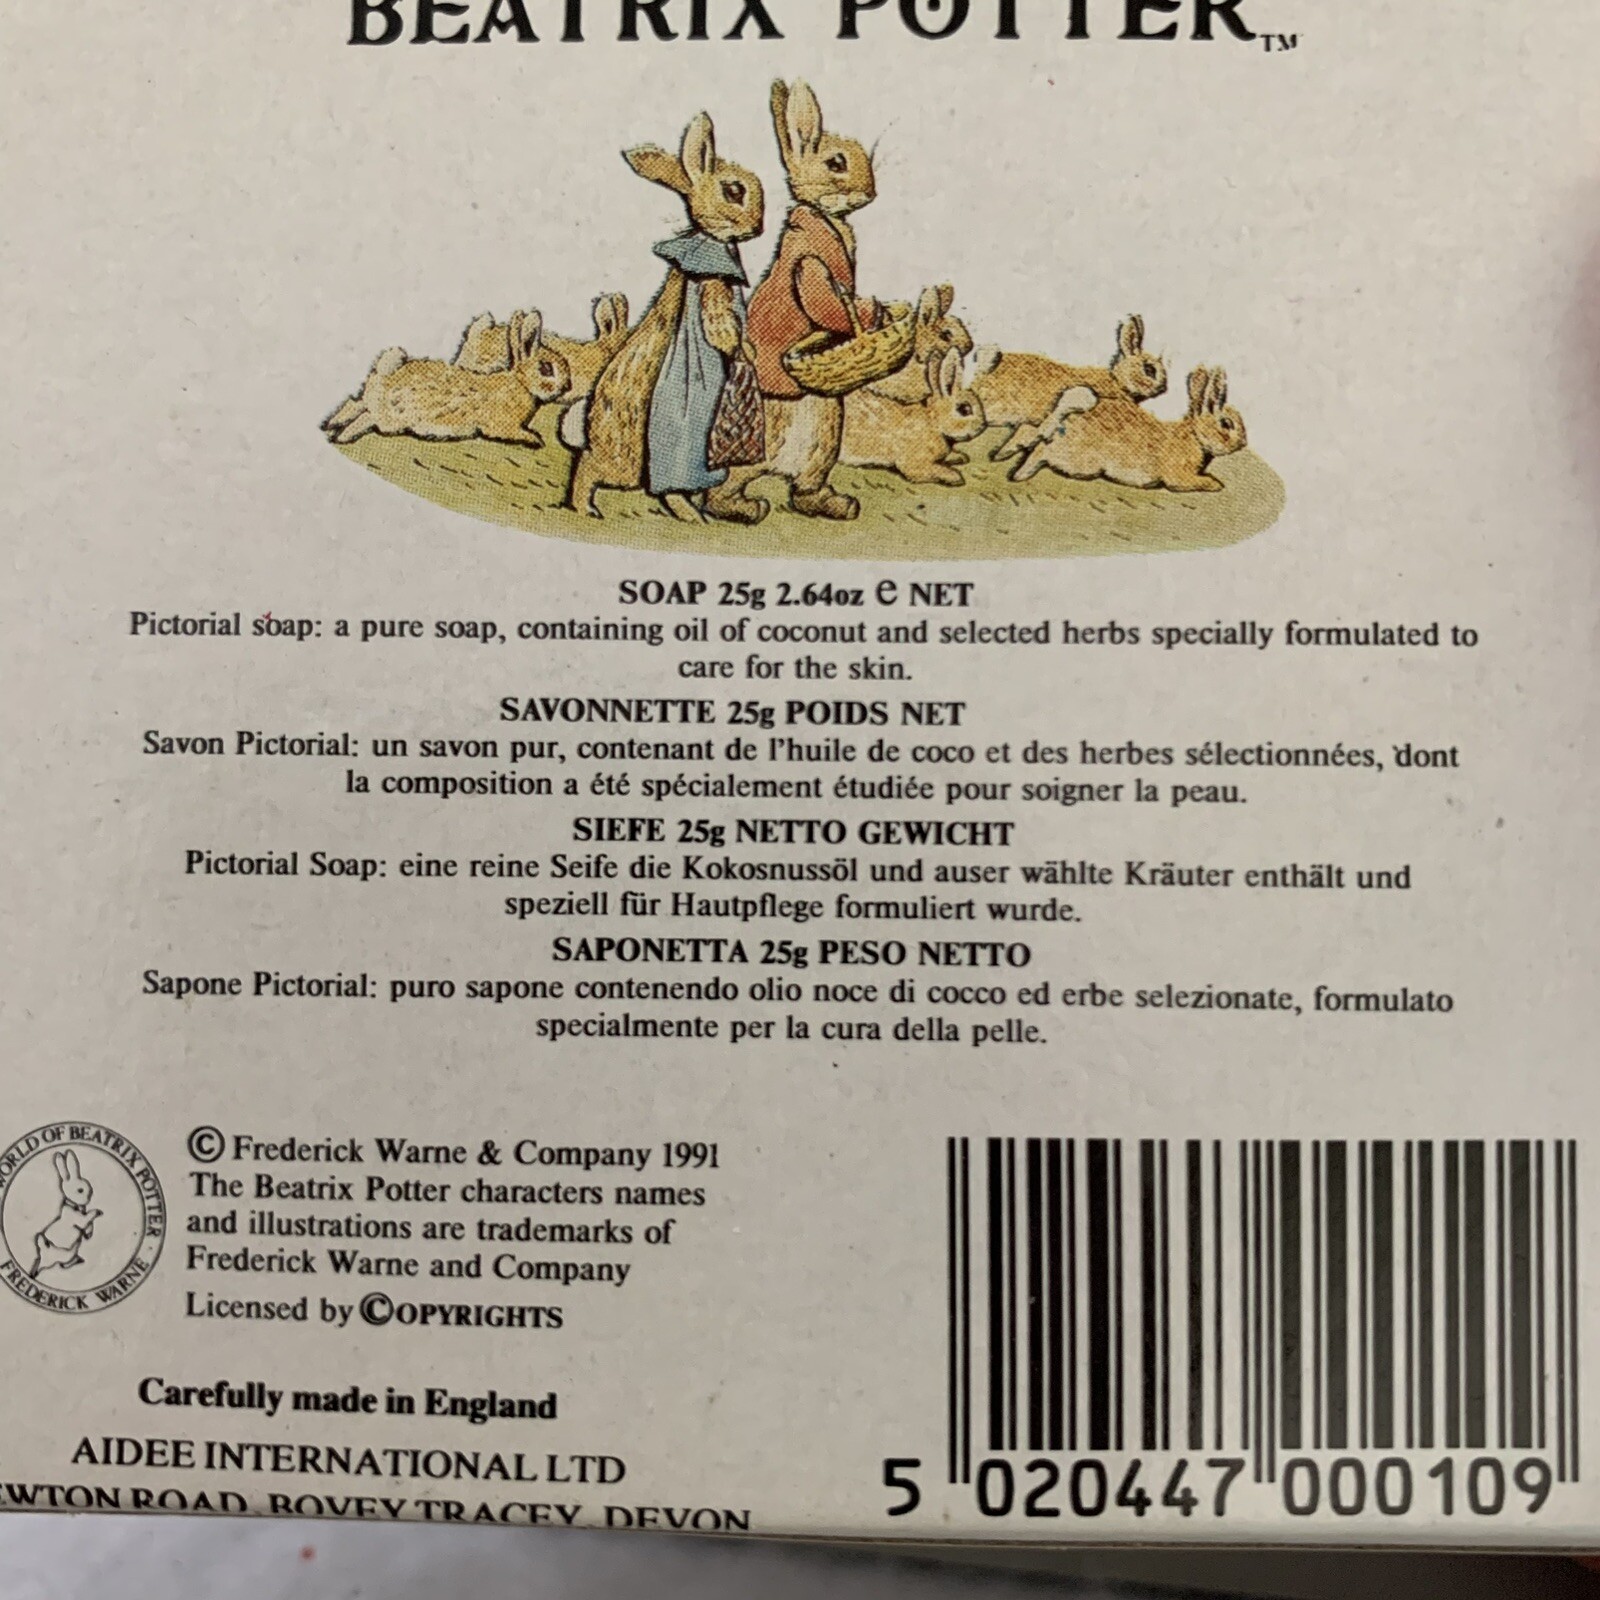 BEATRIX POTTER™
SOAP 25g 2.64oz e NET
Pictorial soap: a pure soap, containing oil of coconut and selected herbs specially formulated to
care for the skin.
SAVONNETTE 25g POIDS NET
Savon Pictorial: un savon pur, contenant de l'huile de coco et des herbes sélectionnées, dont
la composition a été spécialement étudiée pour soigner la peau.
SIEFE 25g NETTO GEWICHT
Pictorial Soap: eine reine Seife die Kokosnussöl und auser wählte Kräuter enthält und
speziell für Hautpflege formuliert wurde.
SAPONETTA 25g PESO NETTO
Sapone Pictorial: puro sapone contenendo olio noce di cocco ed erbe selezionate, formulato
specialmente per la cura della pelle.
WORLD OF BEATRIX POTTER ·
FREDERICK WARNE
© Frederick Warne & Company 1991
The Beatrix Potter characters names
and illustrations are trademarks of
Frederick Warne and Company
Licensed by ©OPYRIGHTS
Carefully made in England
AIDEE INTERNATIONAL LTD
ROAD, BOVEY TRACEY, DEVON
5 020447 000109